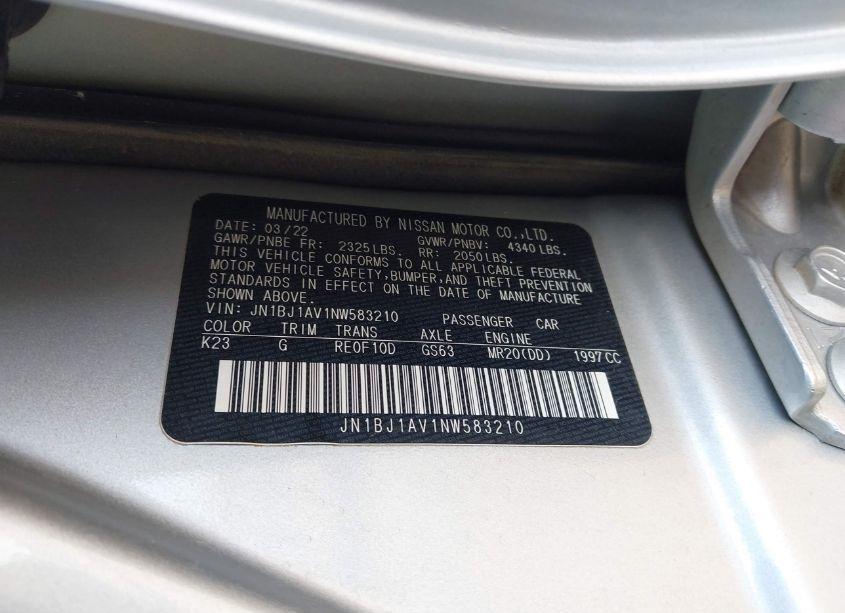 MANUFACTURED BY NISSAN MOTOR CO.,LTD.
DATE: 03/22 GVWR/PNBV: 4340 LBS.
GAWR/PNBE FR: 2325 LBS. RR: 2050 LBS.
THIS VEHICLE CONFORMS TO ALL APPLICABLE FEDERAL
MOTOR VEHICLE SAFETY,BUMPER,AND THEFT PREVENTION
STANDARDS IN EFFECT ON THE DATE OF MANUFACTURE
SHOWN ABOVE.
VIN: JN1BJ1AV1NW583210 PASSENGER CAR
COLOR TRIM TRANS AXLE ENGINE
K23 G RE0F10D GS63 MR20(DD) 1997CC
JN1BJ1AV1NW583210